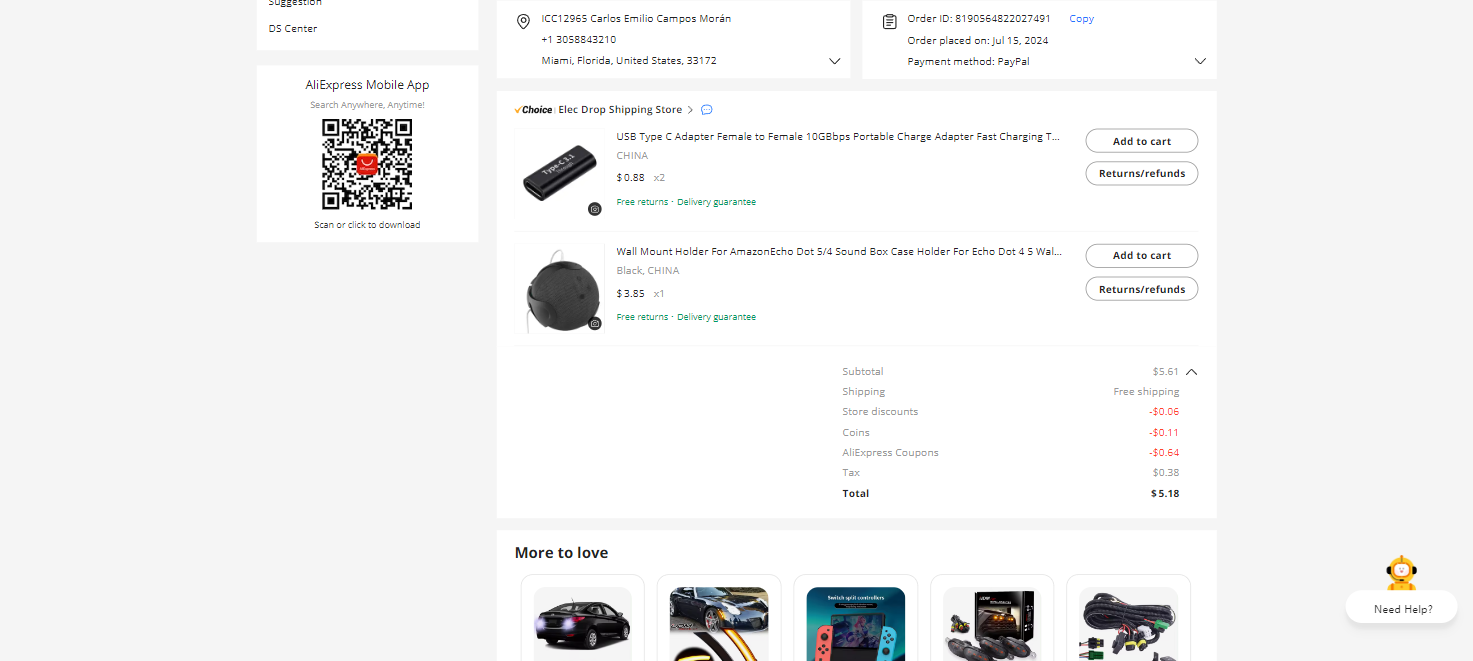 Suggestion
DS Center
AliExpress Mobile App
Search Anywhere, Anytime!
Scan or click to download
ICC12965 Carlos Emilio Campos Morán
+1 3058843210
Miami, Florida, United States, 33172
Order ID: 8190564822027491 Copy
Order placed on: Jul 15, 2024
Payment method: PayPal
Choice Elec Drop Shipping Store
Type-C 3.1
USB Type C Adapter Female to Female 10GBbps Portable Charge Adapter Fast Charging T...
CHINA
$0.88 x2
Free returns · Delivery guarantee
Add to cart
Returns/refunds
Wall Mount Holder For AmazonEcho Dot 5/4 Sound Box Case Holder For Echo Dot 4 5 Wal...
Black, CHINA
$3.85 x1
Free returns · Delivery guarantee
Add to cart
Returns/refunds
Subtotal $5.61
Shipping Free shipping
Store discounts -$0.06
Coins -$0.11
AliExpress Coupons -$0.64
Tax $0.38
Total $5.18
More to love
Switch split controllers
Need Help?